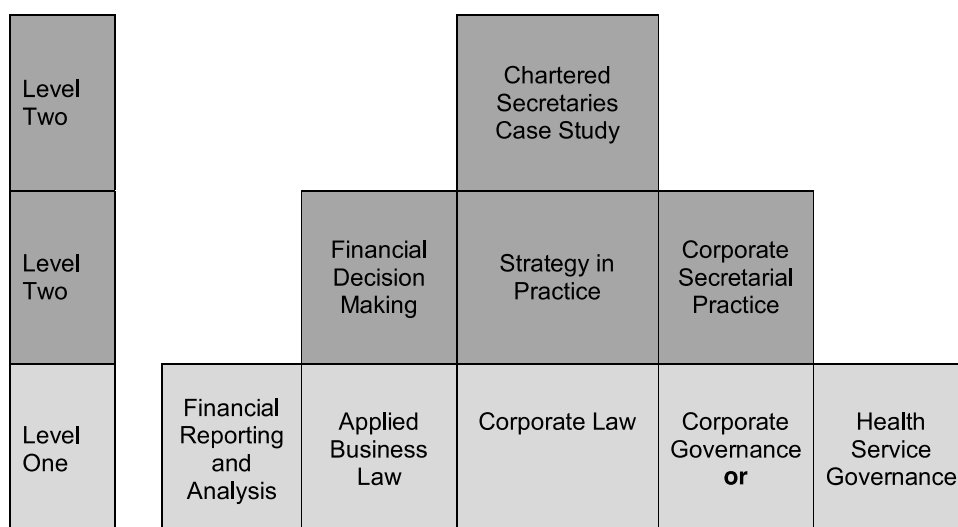 Level
Two
Chartered
Secretaries
Case Study
Level
Two
Financial
Decision
Making
Strategy in
Practice
Corporate
Secretarial
Practice
Level
One
Financial
Reporting
and
Analysis
Applied
Business
Law
Corporate Law
Corporate
Governance
or
Health
Service
Governance